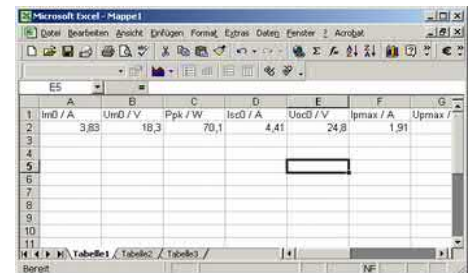 Microsoft Excel - Mappe1
Datei Bearbeiten Ansicht Einfügen Format Extras Daten Fenster ? Acrobat
E5 =
A B C D E F G
1 Im0 / A Um0 / V Ppk / W Isc0 / A Uoc0 / V Ipmax / A Upmax /
2 3,83 18,3 70,1 4,41 24,8 1,91
3
4
5
6
7
8
9
10
11
Tabelle1 Tabelle2 Tabelle3
Bereit NF